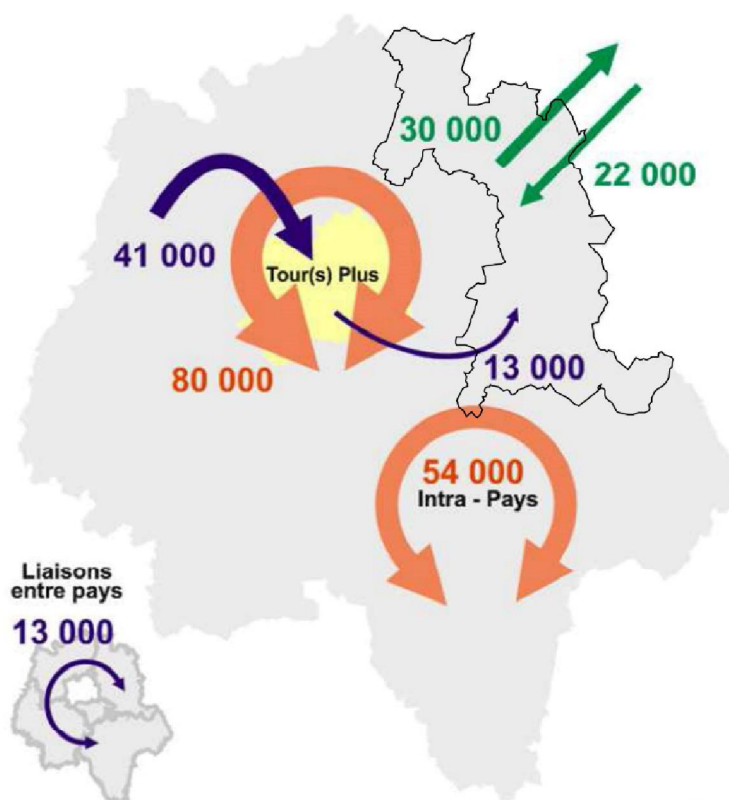 30 000
22 000
41 000
Tour(s) Plus
80 000
13 000
54 000
Intra - Pays
Liaisons
entre pays
13 000